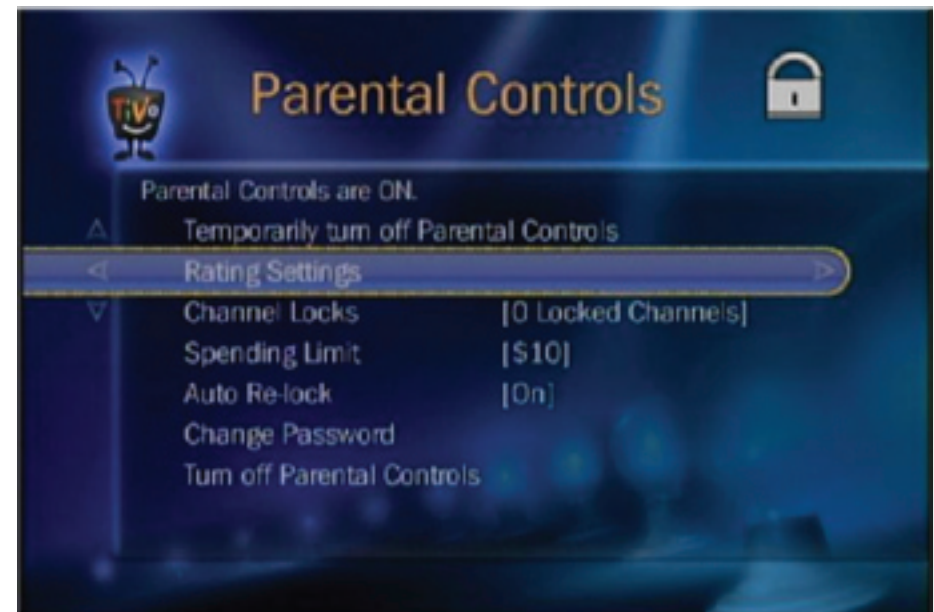 TiVo
Parental Controls
Parental Controls are ON.
Temporarily turn off Parental Controls
Rating Settings
Channel Locks [0 Locked Channels]
Spending Limit [$10]
Auto Re-lock [On]
Change Password
Turn off Parental Controls